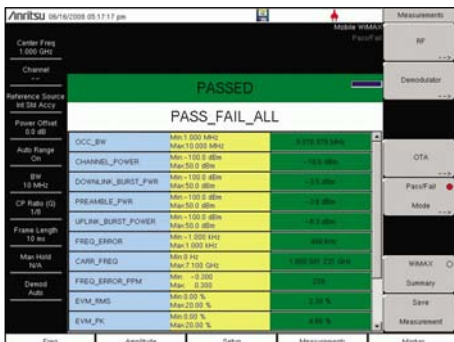 Anritsu 06/16/2008 05:17:17 pm
Measurements
Mobile WiMAX
Pass/Fail
Center Freq
1.000 GHz
Channel
--
Reference Source
Int Std Accy
Power Offset
0.0 dB
Auto Range
On
BW
10 MHz
CP Ratio (G)
1/8
Frame Length
10 ms
Max Hold
N/A
Demod
Auto
PASSED
PASS_FAIL_ALL
OCC_BW Min:1.000 MHz
Max:10.000 MHz
CHANNEL_POWER Min:-100.0 dBm
Max:50.0 dBm
DOWNLINK_BURST_PWR Min:-100.0 dBm
Max:50.0 dBm
PREAMBLE_PWR Min:-100.0 dBm
Max:50.0 dBm
UPLINK_BURST_POWER Min:-100.0 dBm
Max:50.0 dBm
FREQ_ERROR Min:-1.000 kHz
Max:1.000 kHz
CARR_FREQ Min:0 Hz
Max:7.100 GHz
FREQ_ERROR_PPM Min: -0.300
Max: 0.300
EVM_RMS Min:0.00 %
Max:20.00 %
EVM_PK Min:0.00 %
Max:20.00 %
RF
-->
Demodulator
-->
OTA
-->
Pass/Fail
Mode
-->
WiMAX
Summary
Save
Measurement
Freq Amplitude Setup Measurements Marker